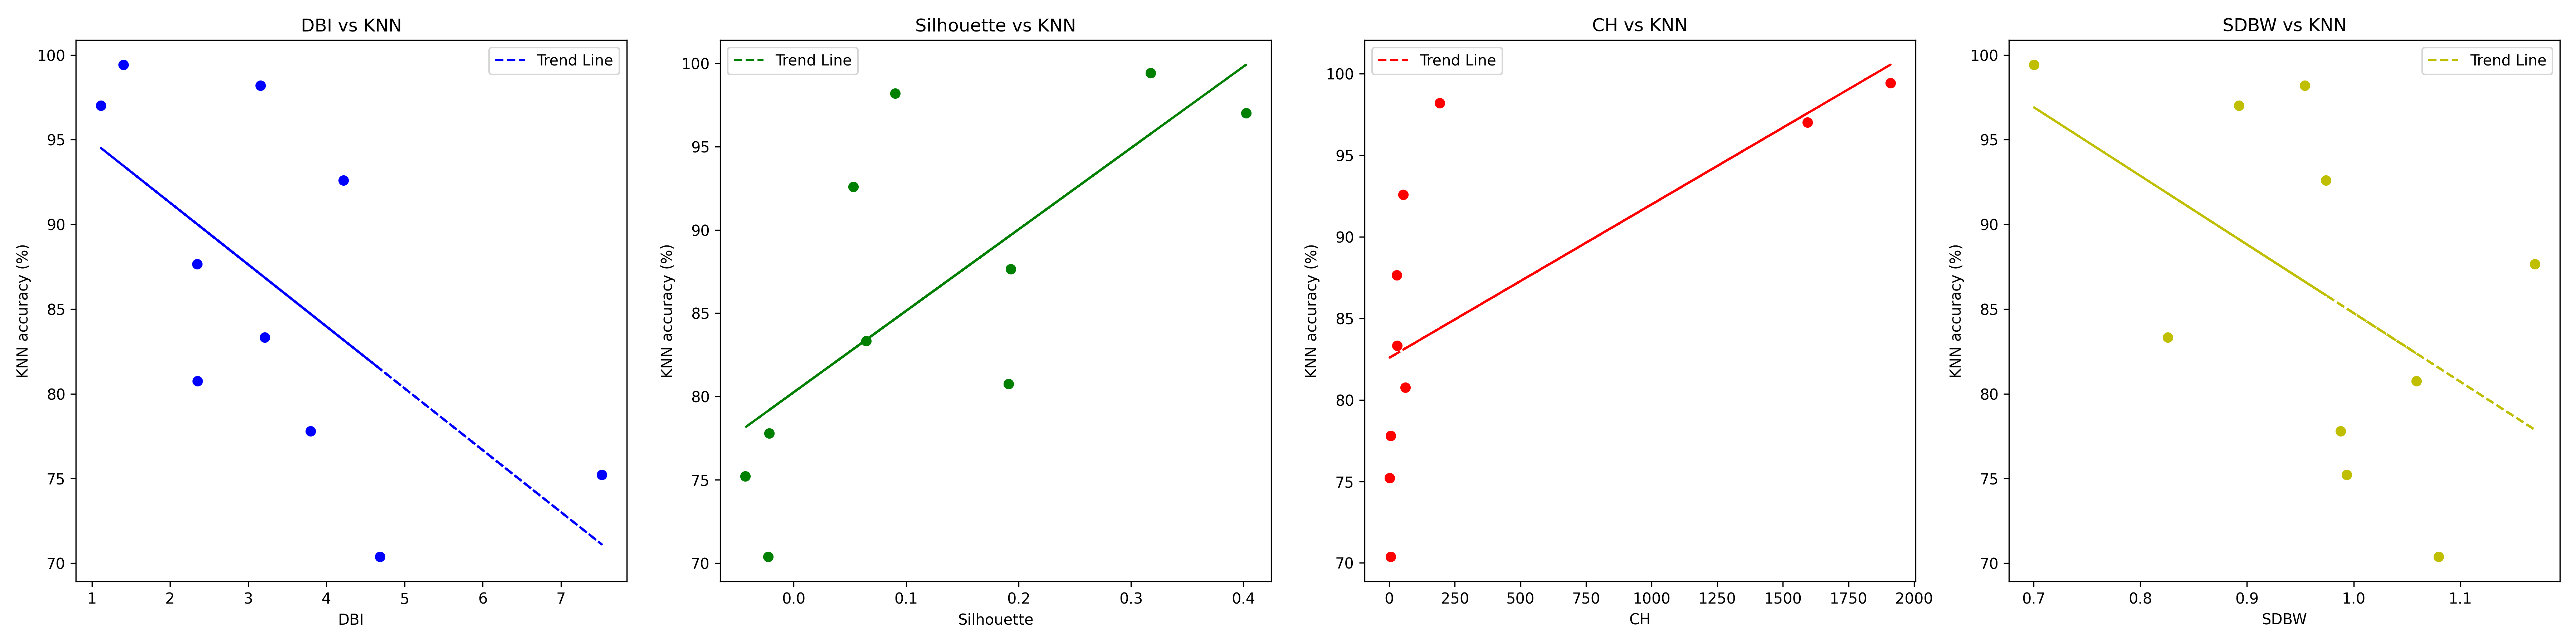 DBI vs KNN
Trend Line
KNN accuracy (%)
100
95
90
85
80
75
70
1 2 3 4 5 6 7
DBI
Silhouette vs KNN
Trend Line
KNN accuracy (%)
100
95
90
85
80
75
70
0.0 0.1 0.2 0.3 0.4
Silhouette
CH vs KNN
Trend Line
KNN accuracy (%)
100
95
90
85
80
75
70
0 250 500 750 1000 1250 1500 1750 2000
CH
SDBW vs KNN
Trend Line
KNN accuracy (%)
100
95
90
85
80
75
70
0.7 0.8 0.9 1.0 1.1
SDBW